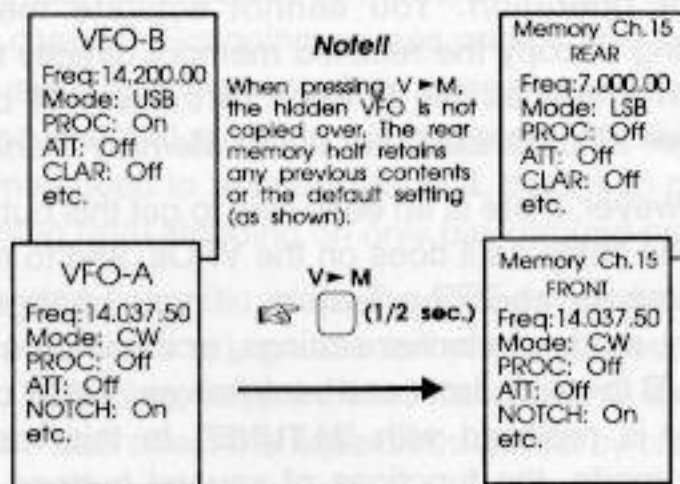 VFO-B
Freq:14.200.00
Mode: USB
PROC: On
ATT: Off
CLAR: Off
etc.
Note!!
When pressing V►M,
the hidden VFO is not
copied over. The rear
memory half retains
any previous contents
or the default setting
(as shown).
Memory Ch.15
REAR
Freq:7.000.00
Mode: LSB
PROC: Off
ATT: Off
CLAR: Off
etc.
VFO-A
Freq:14.037.50
Mode: CW
PROC: Off
ATT: Off
NOTCH: On
etc.
V► M
(1/2 sec.)
Memory Ch.15
FRONT
Freq:14.037.50
Mode: CW
PROC: Off
ATT: Off
NOTCH: On
etc.